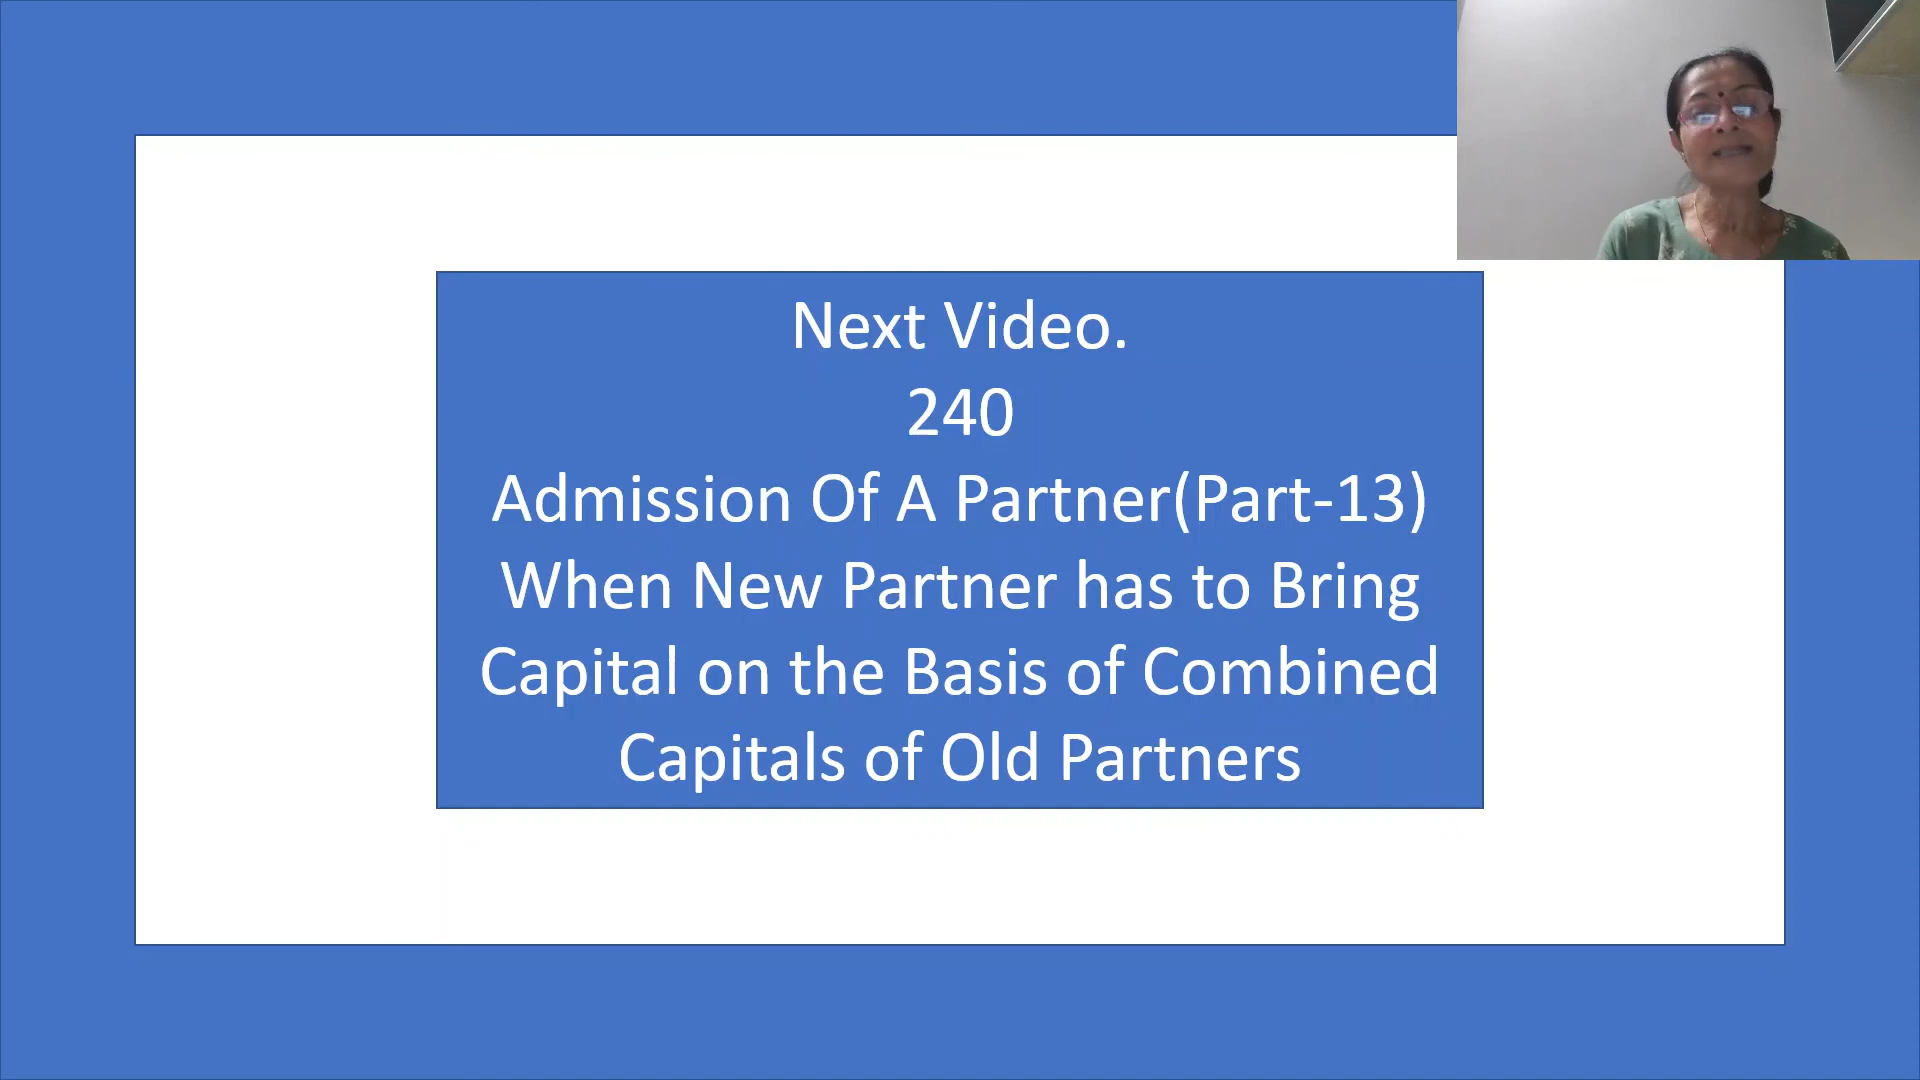 Next Video.
240
Admission Of A Partner(Part-13)
When New Partner has to Bring
Capital on the Basis of Combined
Capitals of Old Partners